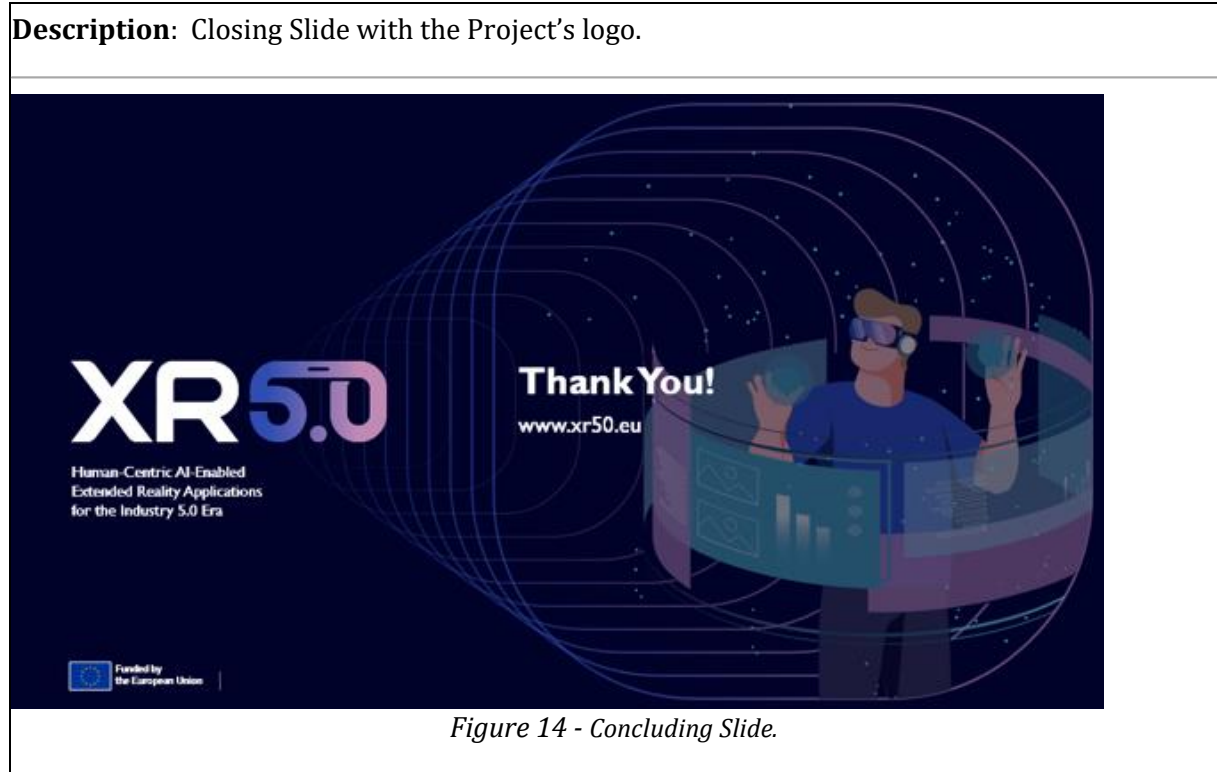 Description: Closing Slide with the Project’s logo.
XR5.0
Human-Centric AI-Enabled
Extended Reality Applications
for the Industry 5.0 Era
Thank You!
www.xr50.eu
Funded by
the European Union
Figure 14 - Concluding Slide.